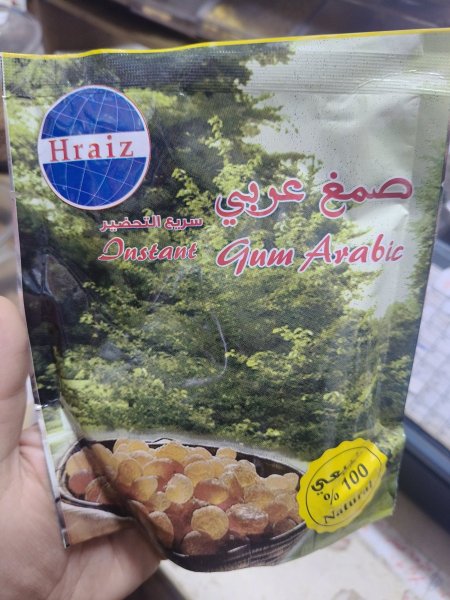 Hraiz
صمغ عربي
سريع التحضير
Instant Gum Arabic
طبيعي
% 100
Natural